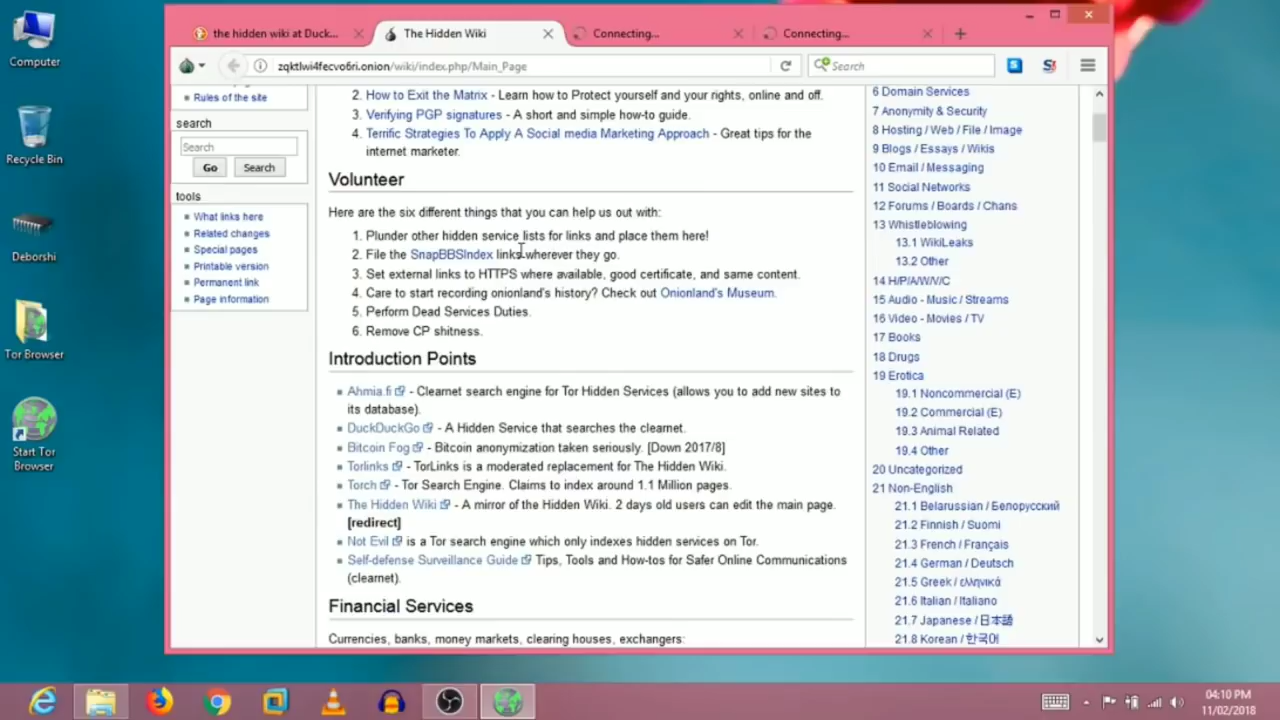 Computer
Recycle Bin
Deborshi
Tor Browser
Start Tor
Browser
the hidden wiki at Duck...
The Hidden Wiki
Connecting...
Connecting...
zqktlwi4fecvo6ri.onion/wiki/index.php/Main_Page
Search
Rules of the site
search
Search
Go
Search
tools
What links here
Related changes
Special pages
Printable version
Permanent link
Page information
2. How to Exit the Matrix - Learn how to Protect yourself and your rights, online and off.
3. Verifying PGP signatures - A short and simple how-to guide.
4. Terrific Strategies To Apply A Social media Marketing Approach - Great tips for the
internet marketer.
Volunteer
Here are the six different things that you can help us out with:
1. Plunder other hidden service lists for links and place them here!
2. File the SnapBBSIndex links wherever they go.
3. Set external links to HTTPS where available, good certificate, and same content.
4. Care to start recording onionland's history? Check out Onionland's Museum.
5. Perform Dead Services Duties.
6. Remove CP shitness.
Introduction Points
Ahmia.fi - Clearnet search engine for Tor Hidden Services (allows you to add new sites to
its database).
DuckDuckGo - A Hidden Service that searches the clearnet.
Bitcoin Fog - Bitcoin anonymization taken seriously. [Down 2017/8]
Torlinks - TorLinks is a moderated replacement for The Hidden Wiki.
Torch - Tor Search Engine. Claims to index around 1.1 Million pages.
The Hidden Wiki - A mirror of the Hidden Wiki. 2 days old users can edit the main page.
[redirect]
Not Evil is a Tor search engine which only indexes hidden services on Tor.
Self-defense Surveillance Guide Tips, Tools and How-tos for Safer Online Communications
(clearnet).
Financial Services
Currencies, banks, money markets, clearing houses, exchangers:
6 Domain Services
7 Anonymity & Security
8 Hosting / Web / File / Image
9 Blogs / Essays / Wikis
10 Email / Messaging
11 Social Networks
12 Forums / Boards / Chans
13 Whistleblowing
13.1 WikiLeaks
13.2 Other
14 H/P/A/W/V/C
15 Audio - Music / Streams
16 Video - Movies / TV
17 Books
18 Drugs
19 Erotica
19.1 Noncommercial (E)
19.2 Commercial (E)
19.3 Animal Related
19.4 Other
20 Uncategorized
21 Non-English
21.1 Belarussian / Белорусский
21.2 Finnish / Suomi
21.3 French / Français
21.4 German / Deutsch
21.5 Greek / ελληνικά
21.6 Italian / Italiano
21.7 Japanese / 日本語
21.8 Korean / 한국어
04:10 PM
11/02/2018